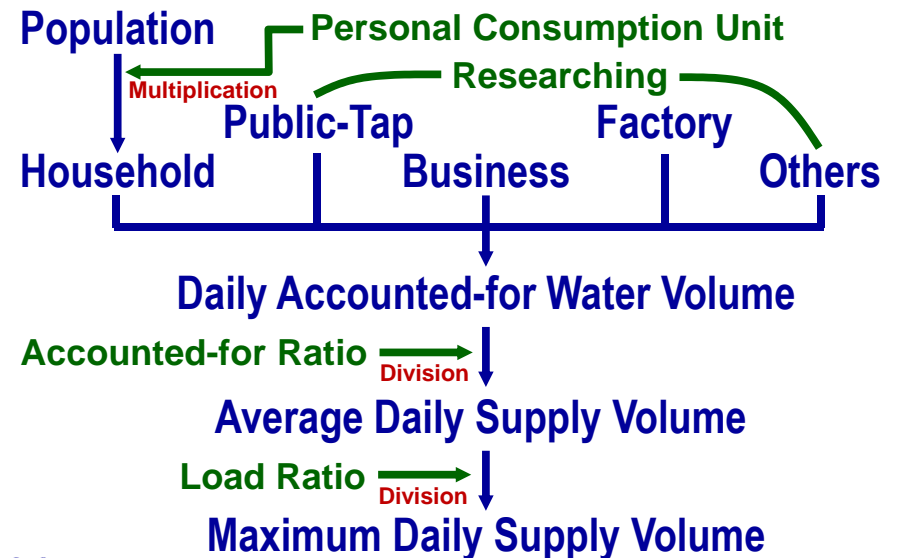 Population
Personal Consumption Unit
Multiplication
Researching
Public-Tap
Factory
Household
Business
Others
Daily Accounted-for Water Volume
Accounted-for Ratio
Division
Average Daily Supply Volume
Load Ratio
Division
Maximum Daily Supply Volume